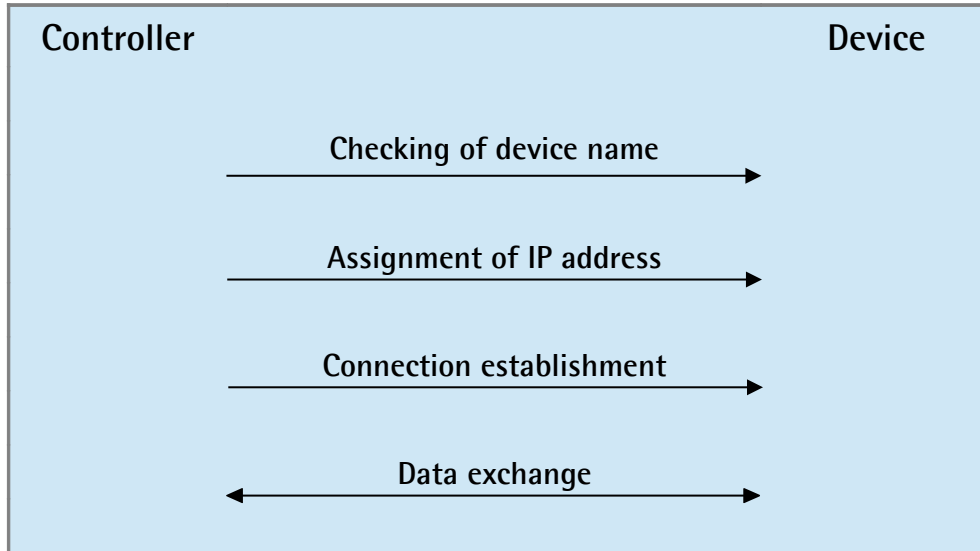 Controller
Device
Checking of device name
Assignment of IP address
Connection establishment
Data exchange